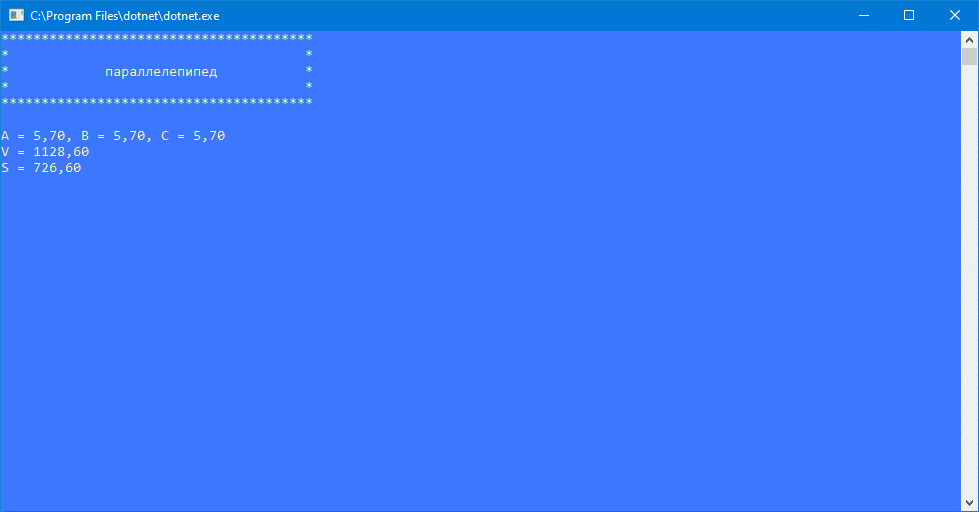 C:\Program Files\dotnet\dotnet.exe
***************************************
*                                     *
*            параллелепипед           *
*                                     *
***************************************
A = 5,70, B = 5,70, C = 5,70
V = 1128,60
S = 726,60